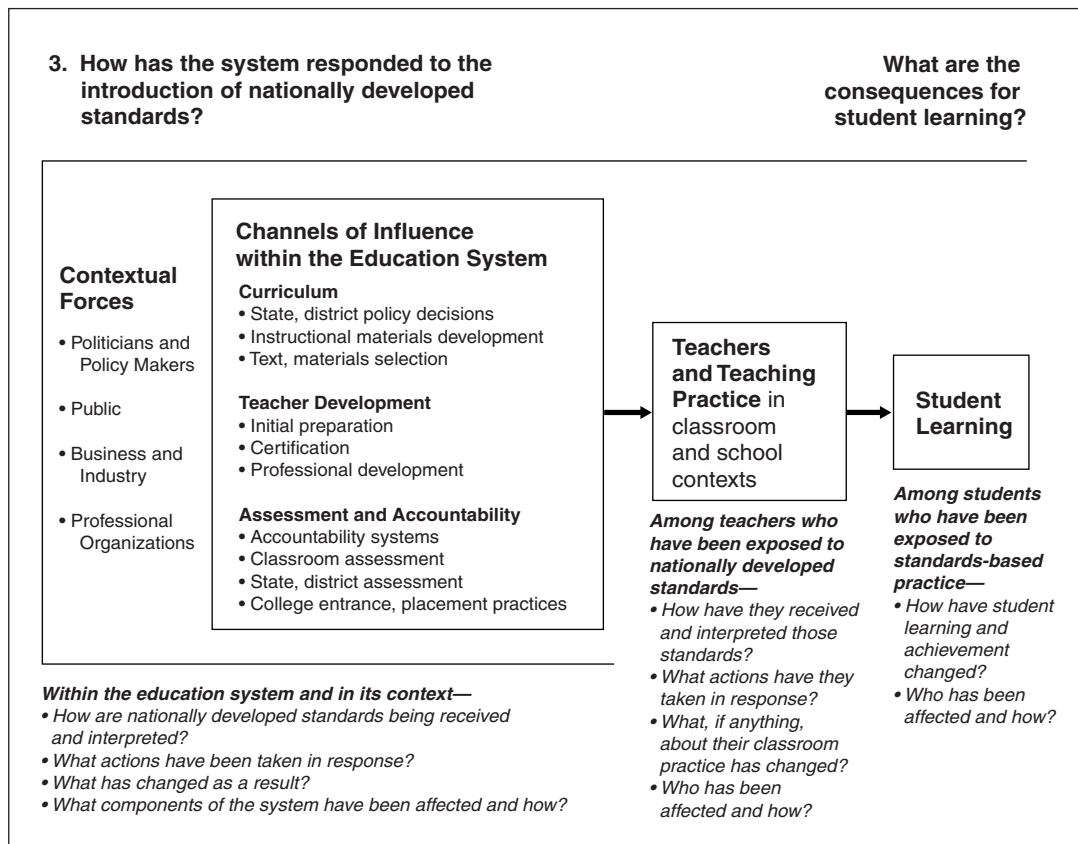 3. How has the system responded to the
introduction of nationally developed
standards?
What are the
consequences for
student learning?
Contextual
Forces
• Politicians and
Policy Makers
• Public
• Business and
Industry
• Professional
Organizations
Channels of Influence
within the Education System
Curriculum
• State, district policy decisions
• Instructional materials development
• Text, materials selection
Teacher Development
• Initial preparation
• Certification
• Professional development
Assessment and Accountability
• Accountability systems
• Classroom assessment
• State, district assessment
• College entrance, placement practices
Teachers
and Teaching
Practice in
classroom
and school
contexts
Student
Learning
Within the education system and in its context—
• How are nationally developed standards being received
and interpreted?
• What actions have been taken in response?
• What has changed as a result?
• What components of the system have been affected and how?
Among teachers who
have been exposed to
nationally developed
standards—
• How have they received
and interpreted those
standards?
• What actions have they
taken in response?
• What, if anything,
about their classroom
practice has changed?
• Who has been
affected and how?
Among students
who have been
exposed to
standards-based
practice—
• How have student
learning and
achievement
changed?
• Who has been
affected and how?